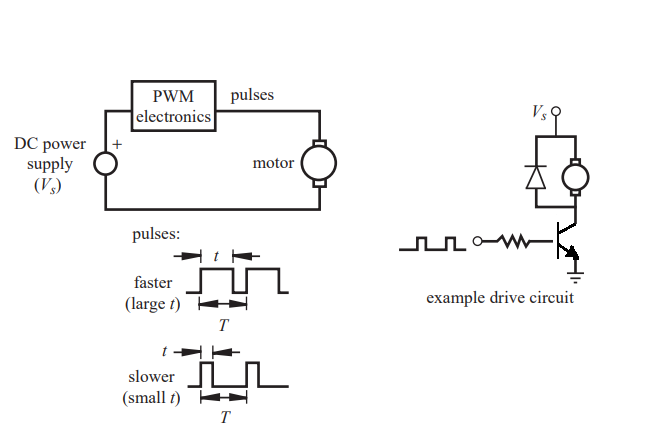 PWM
electronics
pulses
DC power
supply
(Vs)
+
motor
Vs
pulses:
t
faster
(large t)
T
example drive circuit
t
slower
(small t)
T